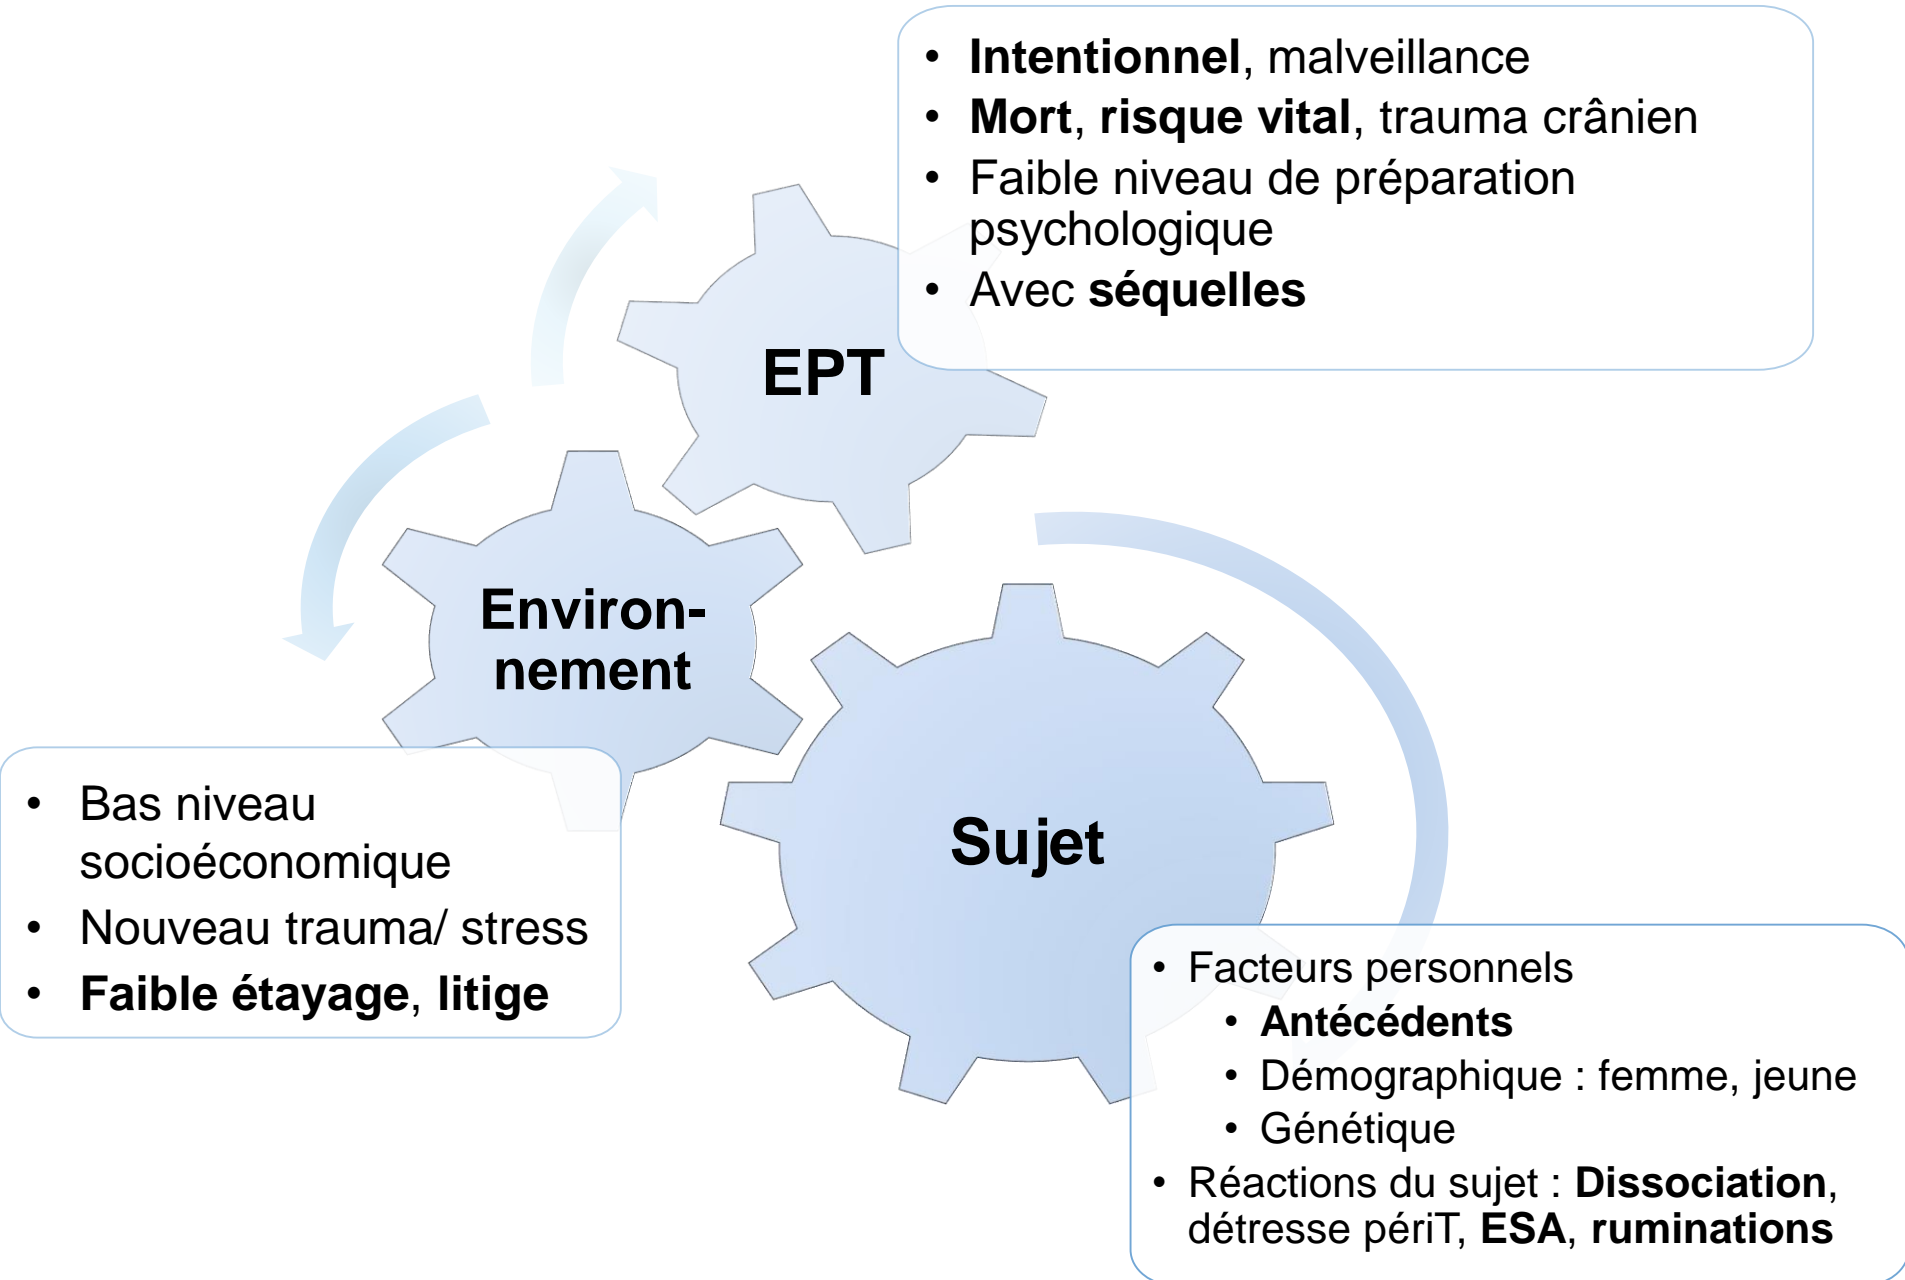 • Intentionnel, malveillance
• Mort, risque vital, trauma crânien
• Faible niveau de préparation
psychologique
• Avec séquelles
EPT
Environ-
nement
• Bas niveau
socioéconomique
• Nouveau trauma/ stress
• Faible étayage, litige
Sujet
• Facteurs personnels
• Antécédents
• Démographique : femme, jeune
• Génétique
• Réactions du sujet : Dissociation,
détresse périT, ESA, ruminations